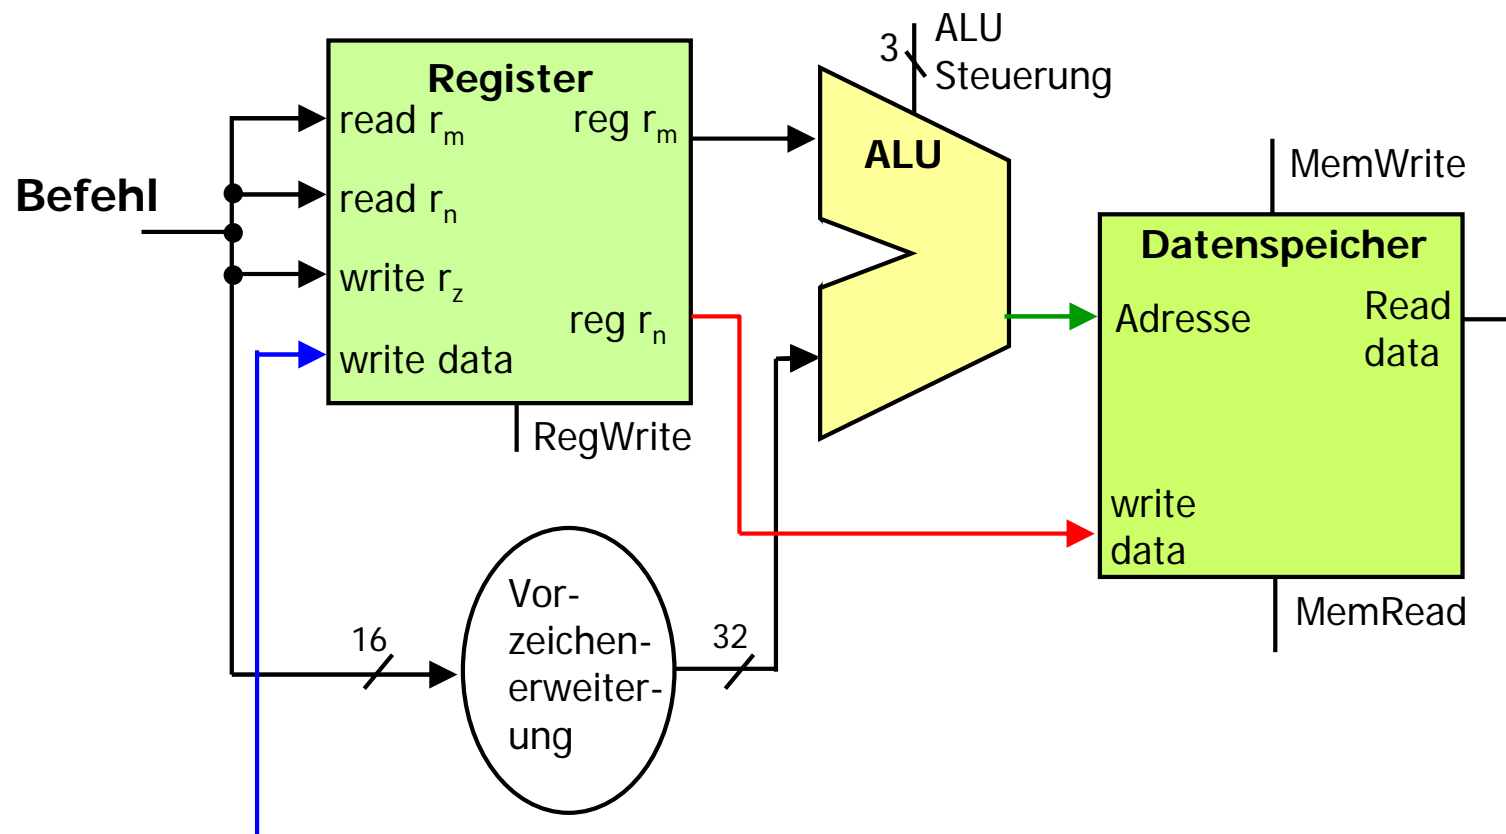 ALU
3
Steuerung
Register
read rm
reg rm
ALU
MemWrite
Befehl
read rn
Datenspeicher
write rz
reg rn
Adresse
Read
data
write data
RegWrite
write
data
MemRead
Vor-
zeichen-
erweiter-
ung
16
32